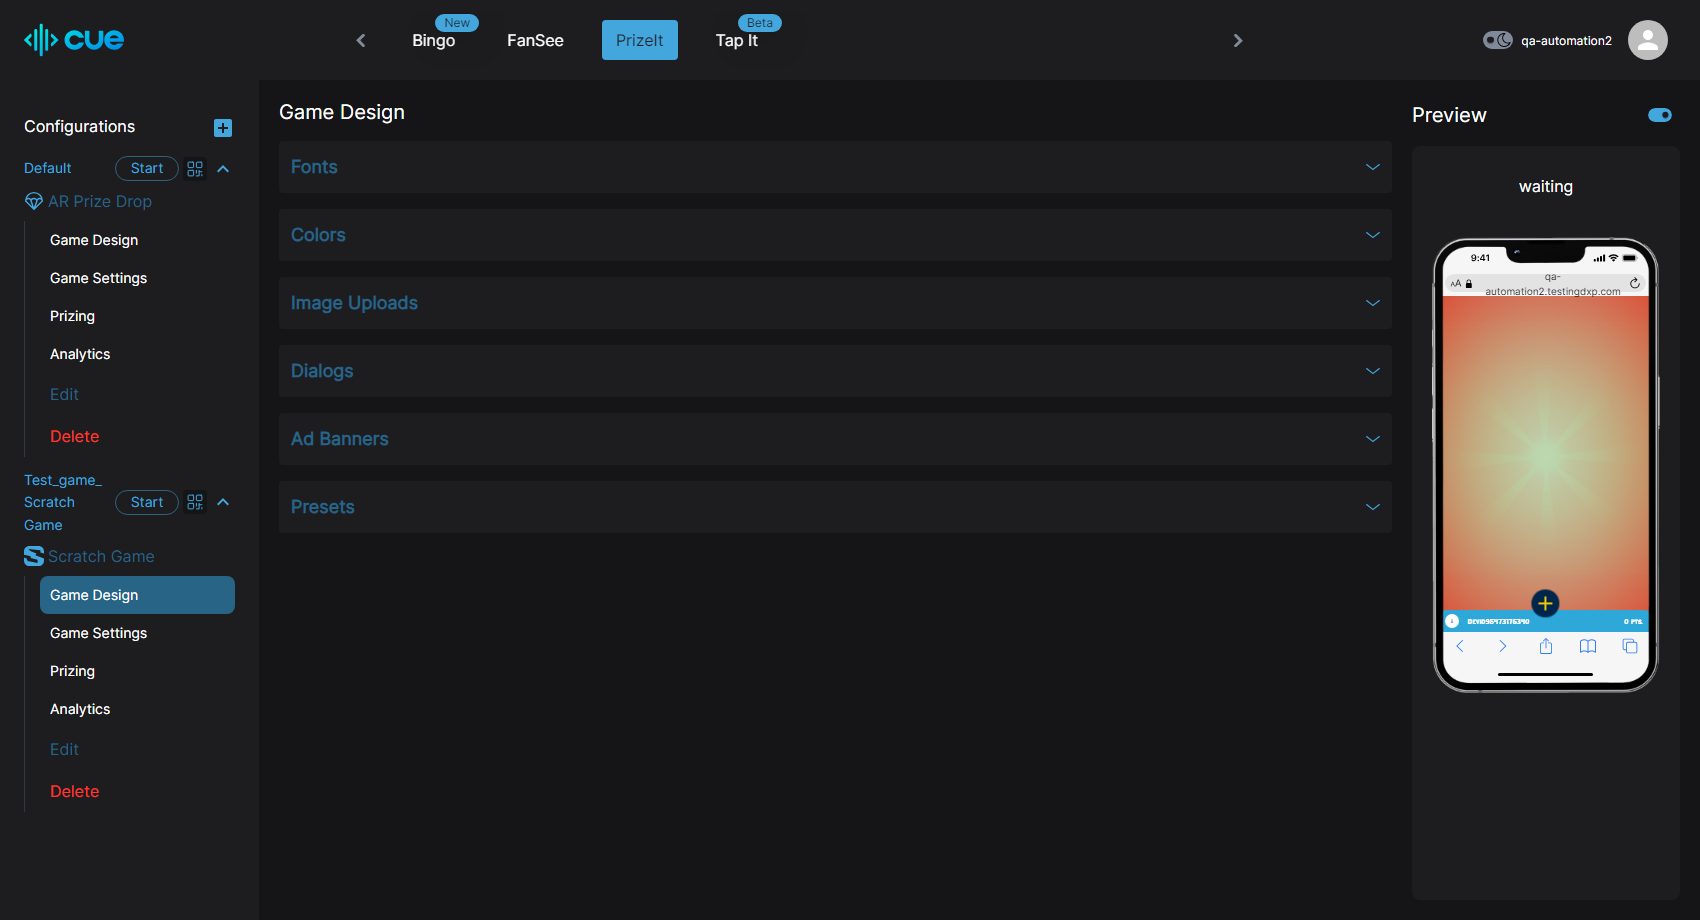 cue
New
Bingo
FanSee
PrizeIt
Beta
Tap It
qa-automation2
Configurations
Default
Start
AR Prize Drop
Game Design
Game Settings
Prizing
Analytics
Edit
Delete
Test_game_
Scratch
Game
Start
Scratch Game
Game Design
Game Settings
Prizing
Analytics
Edit
Delete
Game Design
Fonts
Colors
Image Uploads
Dialogs
Ad Banners
Presets
Preview
waiting
9:41
AA
qa-
automation2.testingdxp.com
0 PTS.